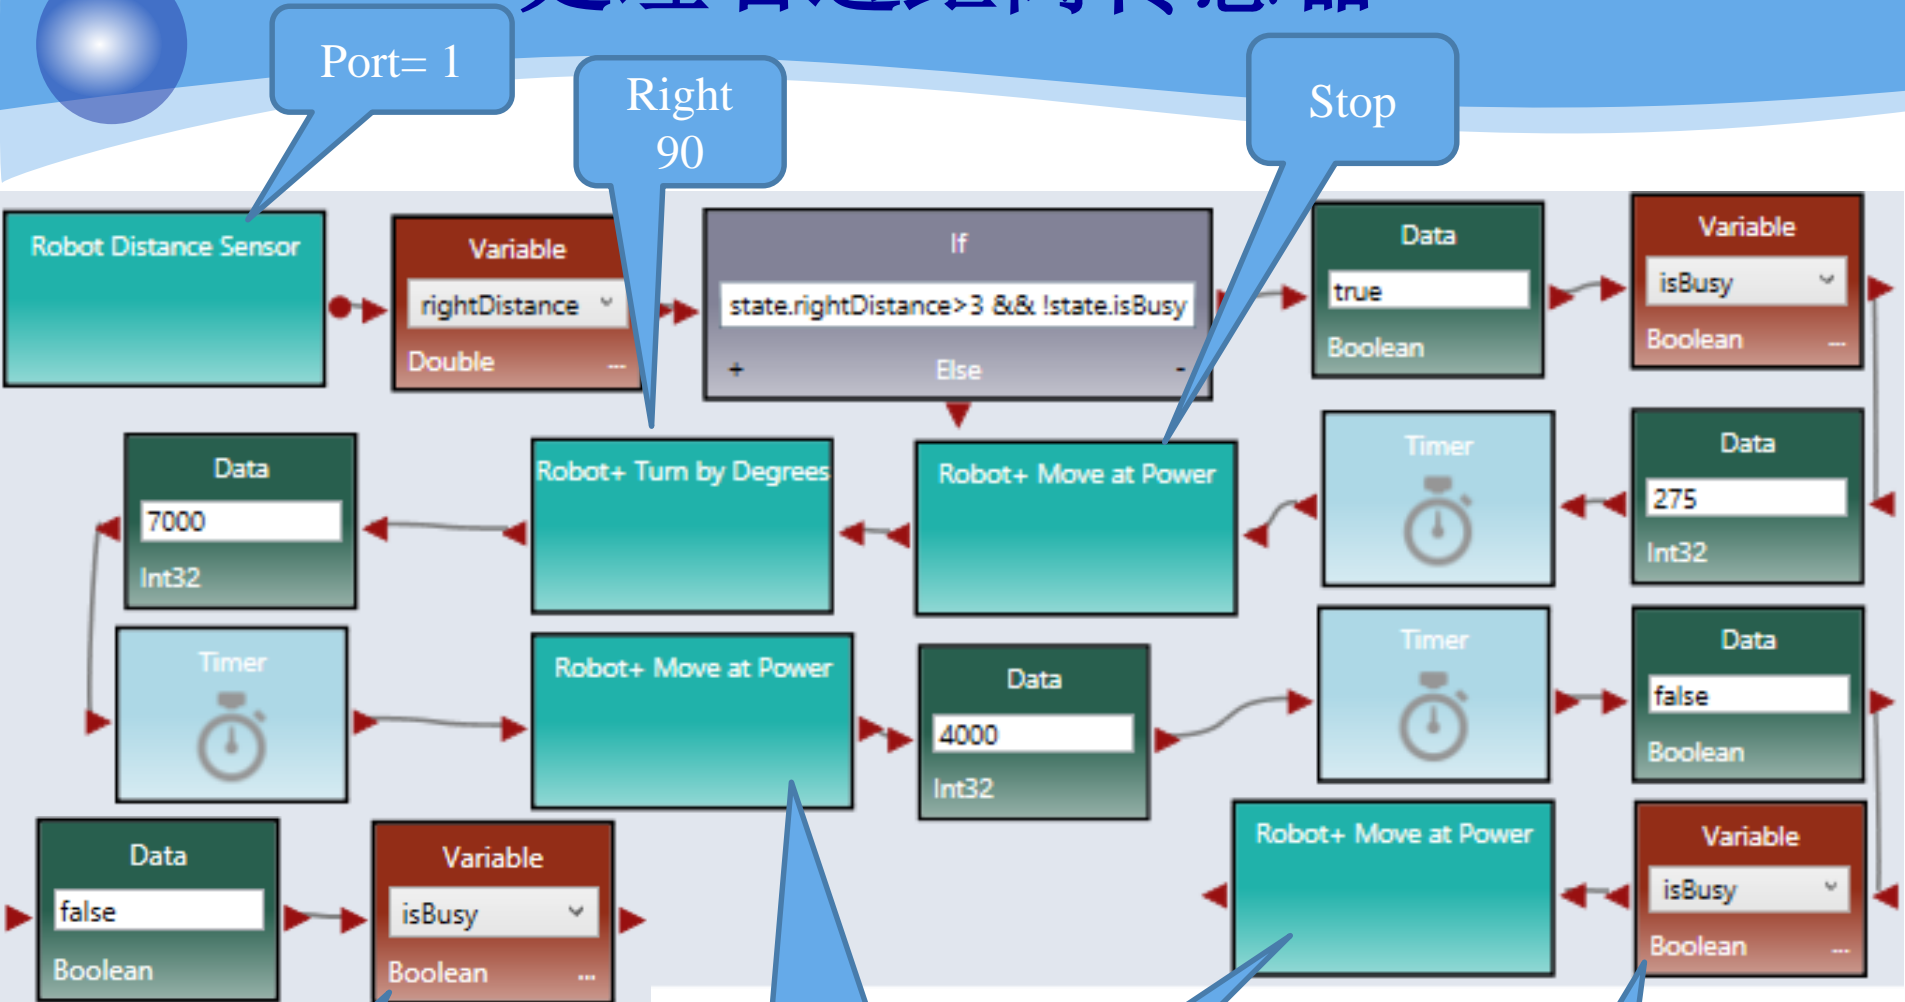 Port= 1
Right
90
Stop
Robot Distance Sensor
Variable
rightDistance
Double
...
If
state.rightDistance>3 && !state.isBusy
+
Else
-
Data
true
Boolean
Variable
isBusy
Boolean
...
Data
7000
Int32
Robot+ Turn by Degrees
Robot+ Move at Power
Timer
Data
275
Int32
Timer
Robot+ Move at Power
Data
4000
Int32
Timer
Data
false
Boolean
Data
false
Boolean
Variable
isBusy
Boolean
...
Robot+ Move at Power
Variable
isBusy
Boolean
...